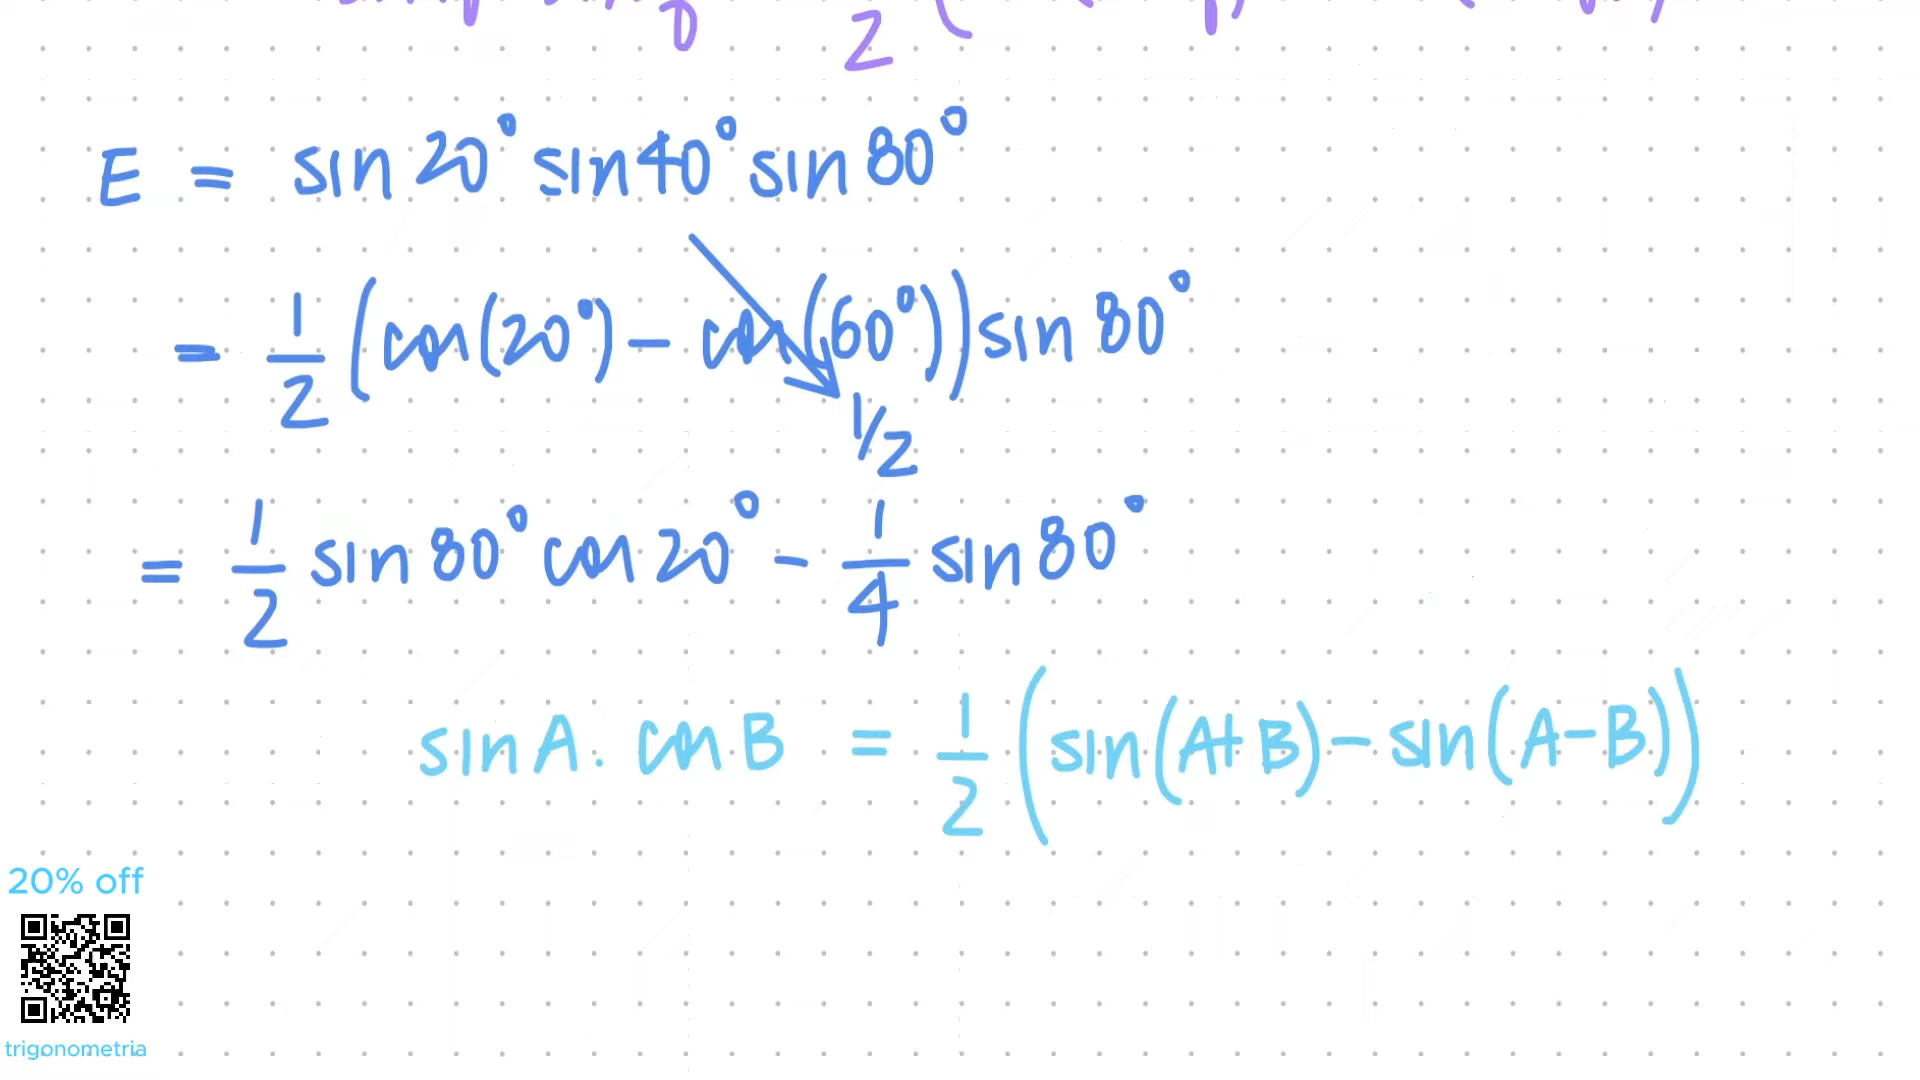 2
E = sin 20° sin 40° sin 80°
= 1/2 (cos(20°) - cos(60°)) sin 80°
1/2
= 1/2 sin 80° cos 20° - 1/4 sin 80°
sin A . cos B = 1/2 (sin(A+B) - sin(A-B))
20% off
trigonometria